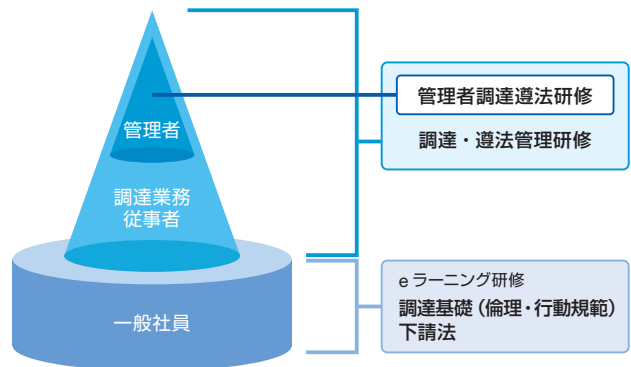 管理者
調達業務
従事者
一般社員
管理者調達遵法研修
調達・遵法管理研修
eラーニング研修
調達基礎（倫理・行動規範）
下請法